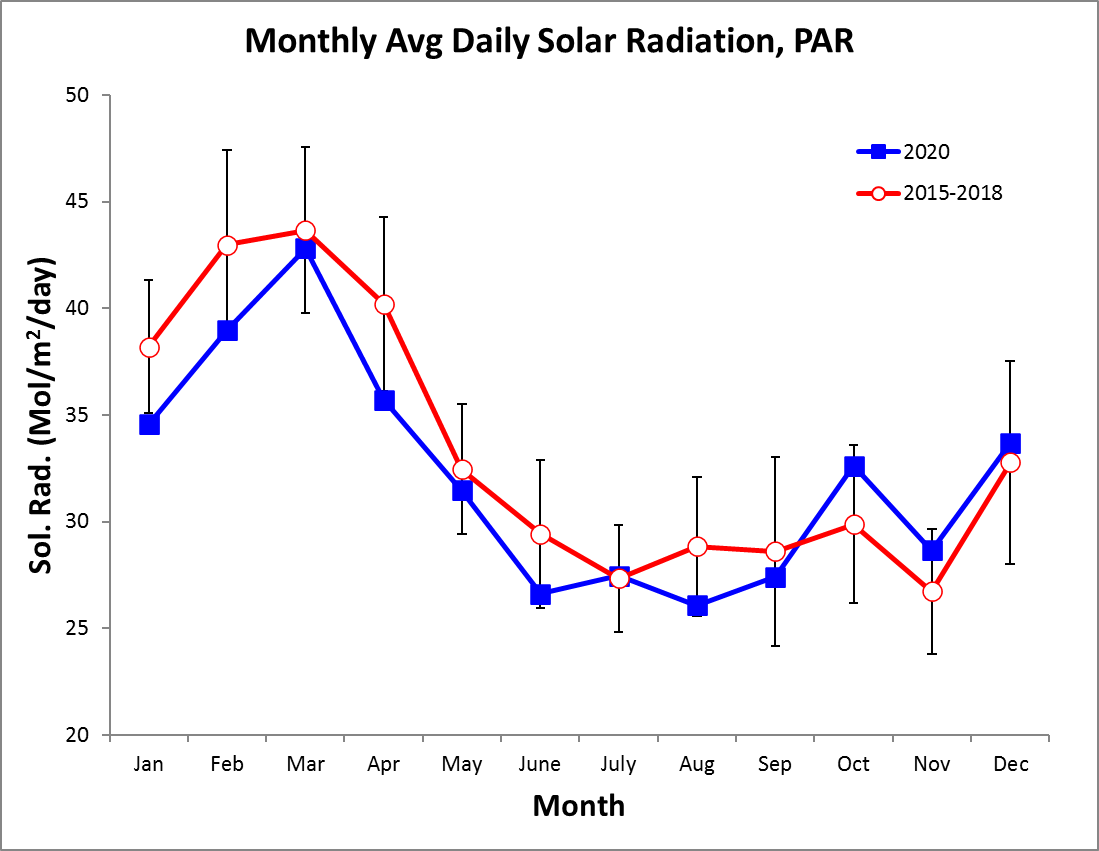 Monthly Avg Daily Solar Radiation, PAR
50
45
40
35
30
25
20
Sol. Rad. (Mol/m²/day)
2020
2015-2018
Jan Feb Mar Apr May June July Aug Sep Oct Nov Dec
Month